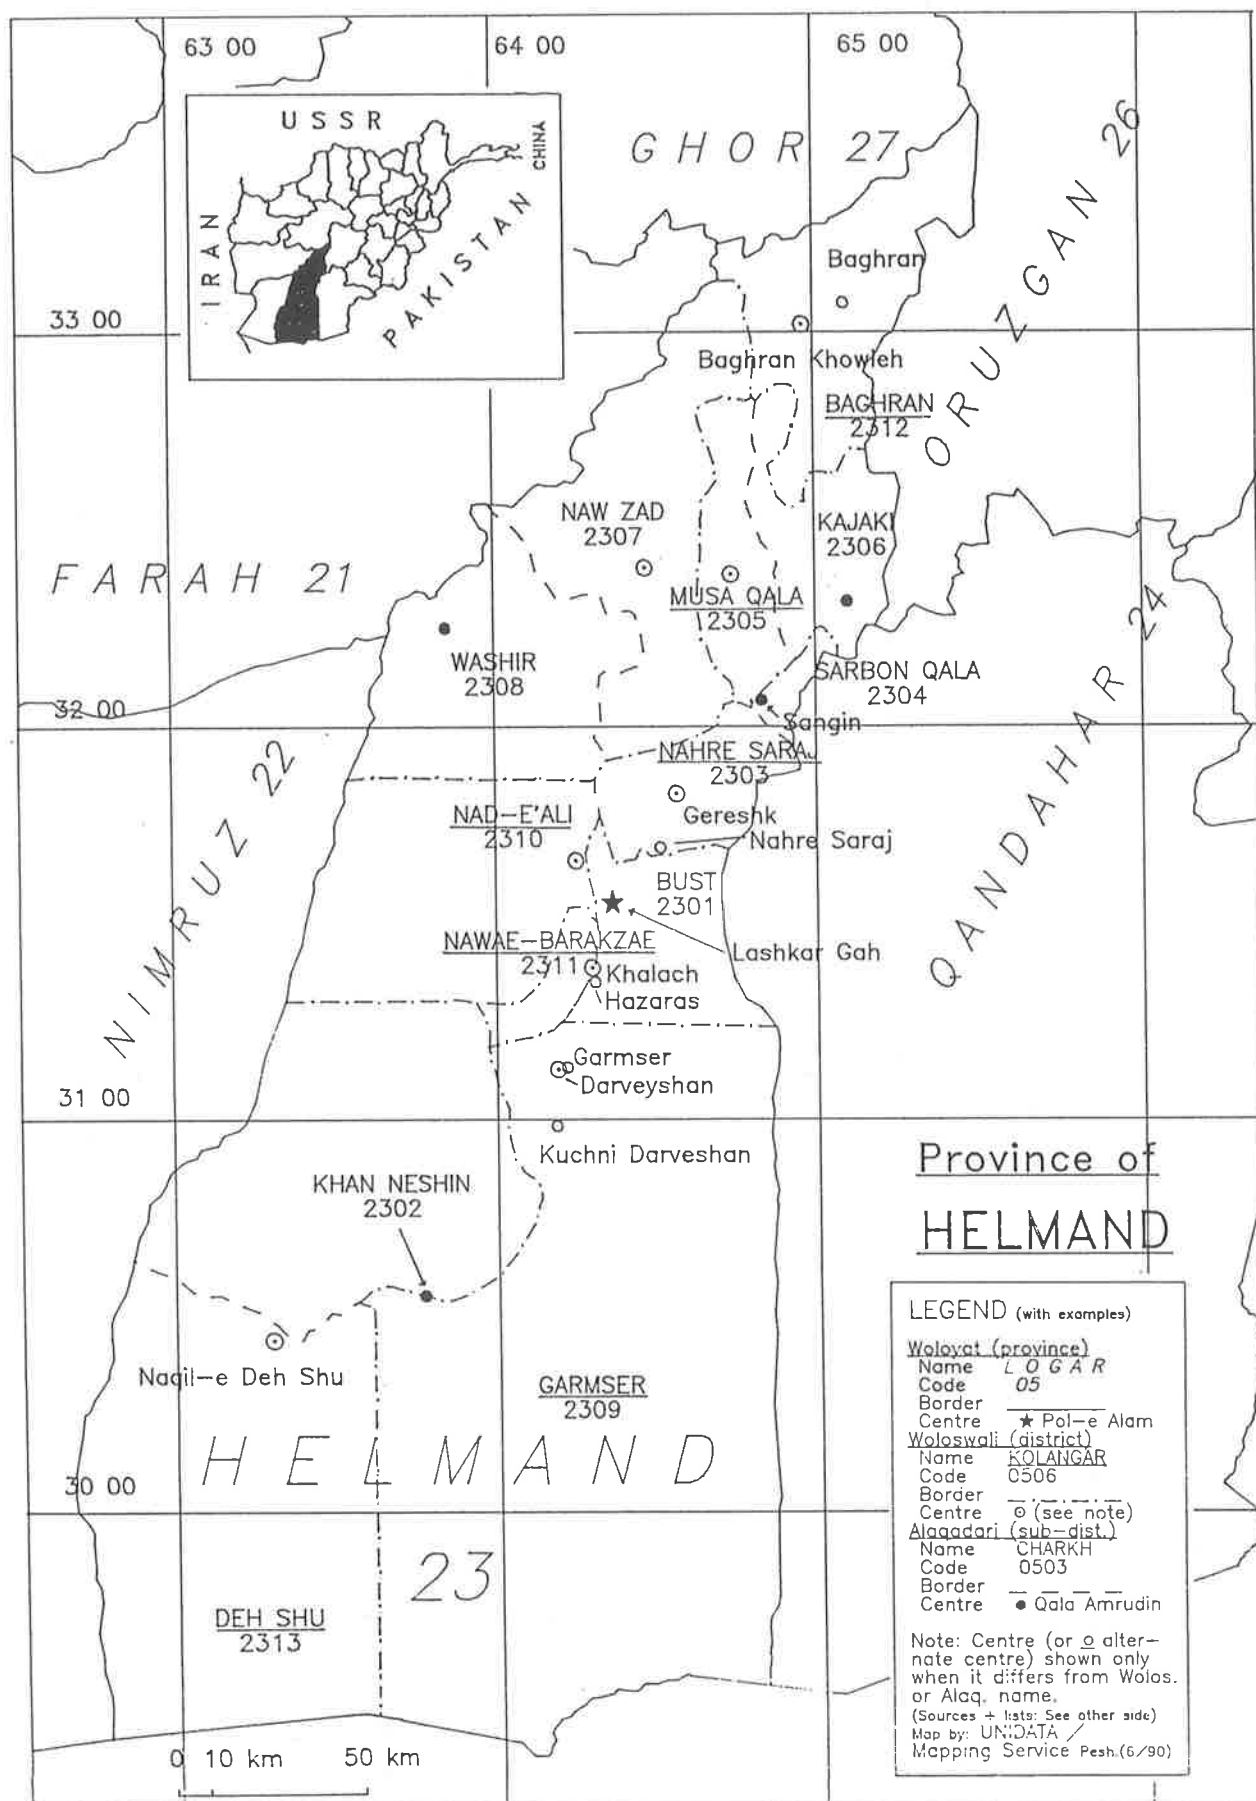 63 00
64 00
65 00
USSR
CHINA
IRAN
PAKISTAN
GHOR 27
ORUZGAN 26
Baghran
33 00
Baghran Khowleh
BAGHRAN
2312
NAW ZAD
2307
KAJAKI
2306
FARAH 21
MUSA QALA
2305
QANDAHAR 24
WASHIR
2308
SARBON QALA
2304
32 00
Sangin
NIMRUZ 22
NAHRE SARAJ
2303
NAD-E'ALI
2310
Gereshk
Nahre Saraj
BUST
2301
NAWAE-BARAKZAE
2311
Lashkar Gah
Khalach
Hazaras
Garmser
Darveyshan
31 00
Kuchni Darveshan
Province of
HELMAND
KHAN NESHIN
2302
Naqil-e Deh Shu
GARMSER
2309
HELMAND
30 00
23
DEH SHU
2313
0 10 km 50 km
LEGEND (with examples)
Woloyat (province)
Name LOGAR
Code 05
Border
Centre ★ Pol-e Alam
Woloswali (district)
Name KOLANGAR
Code 0506
Border
Centre ⊙ (see note)
Alaqadari (sub-dist.)
Name CHARKH
Code 0503
Border
Centre ● Qala Amrudin
Note: Centre (or o alter-
nate centre) shown only
when it differs from Wolos.
or Alaq. name.
(Sources + lists: See other side)
Map by: UNIDATA /
Mapping Service Pesh.(6/90)